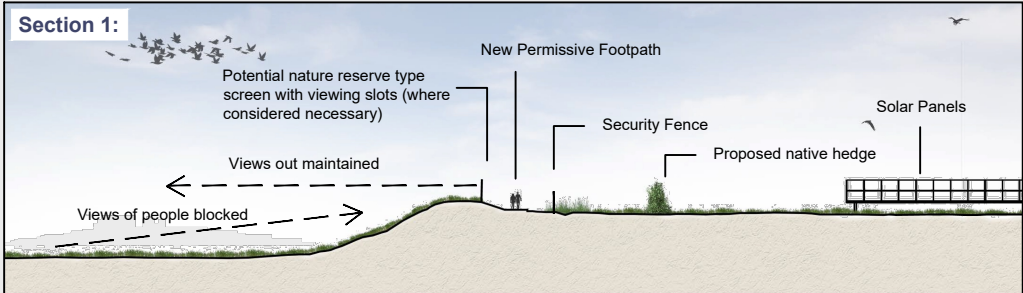 Section 1:
New Permissive Footpath
Potential nature reserve type
screen with viewing slots (where
considered necessary)
Solar Panels
Security Fence
Proposed native hedge
Views out maintained
Views of people blocked